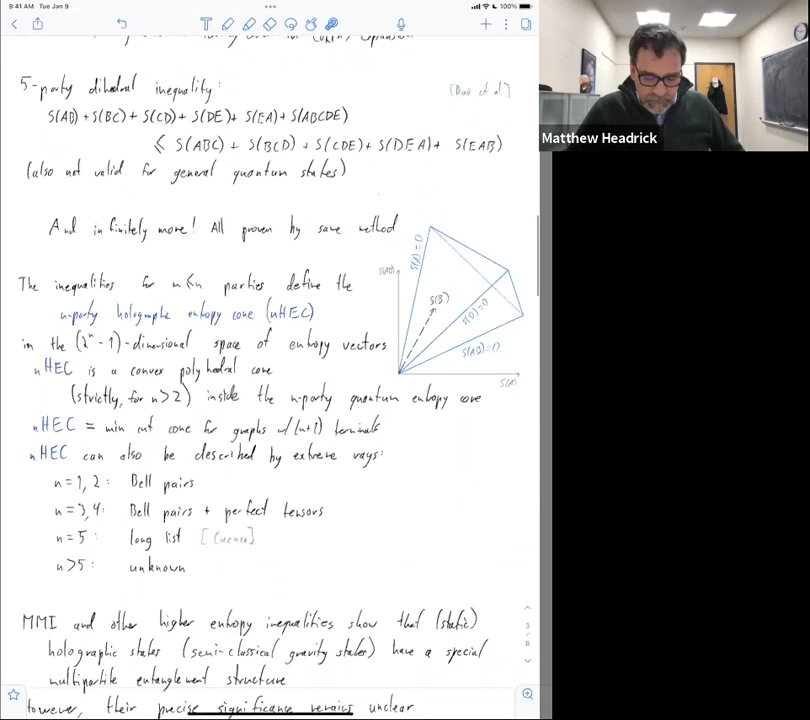 9:41 AM Tue Jan 9
100%
5-party dihedral inequality:
[Bao et al]
S(AB) + S(BC) + S(CD) + S(DE) + S(EA) + S(ABCDE)
≤ S(ABC) + S(BCD) + S(CDE) + S(DEA) + S(EAB)
(also not valid for general quantum states)
And infinitely more! All proven by same method
The inequalities for n parties define the
n-party holographic entropy cone (nHEC)
in the (2ⁿ-1)-dimensional space of entropy vectors
nHEC is a convex polyhedral cone
(strictly, for n>2) inside the n-party quantum entropy cone
nHEC = min cut cone for graphs w/ (n+1) terminals
nHEC can also be described by extreme rays:
n=1,2: Bell pairs
n=3,4: Bell pairs + perfect tensors
n=5: long list [Cuenca]
n>5: unknown
S(AB)
S(A)=0
S(B)
S(B)=0
S(AB)=0
S(A)
MMI and other higher entropy inequalities show that (static)
holographic states (semi-classical gravity states) have a special
multipartite entanglement structure
However, their precise significance remains unclear
Matthew Headrick